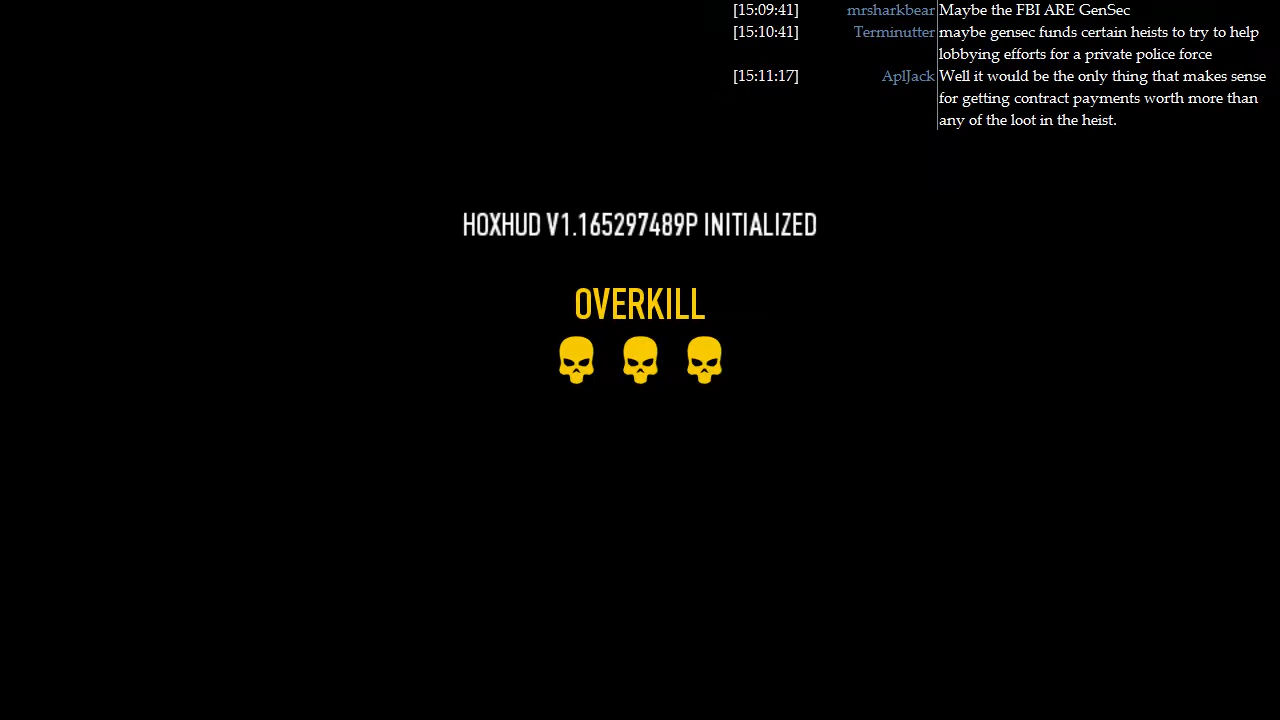 [15:09:41] mrsharkbear Maybe the FBI ARE GenSec
[15:10:41] Terminutter maybe gensec funds certain heists to try to help
lobbying efforts for a private police force
[15:11:17] AplJack Well it would be the only thing that makes sense
for getting contract payments worth more than
any of the loot in the heist.
HOXHUD V1.165297489P INITIALIZED
OVERKILL